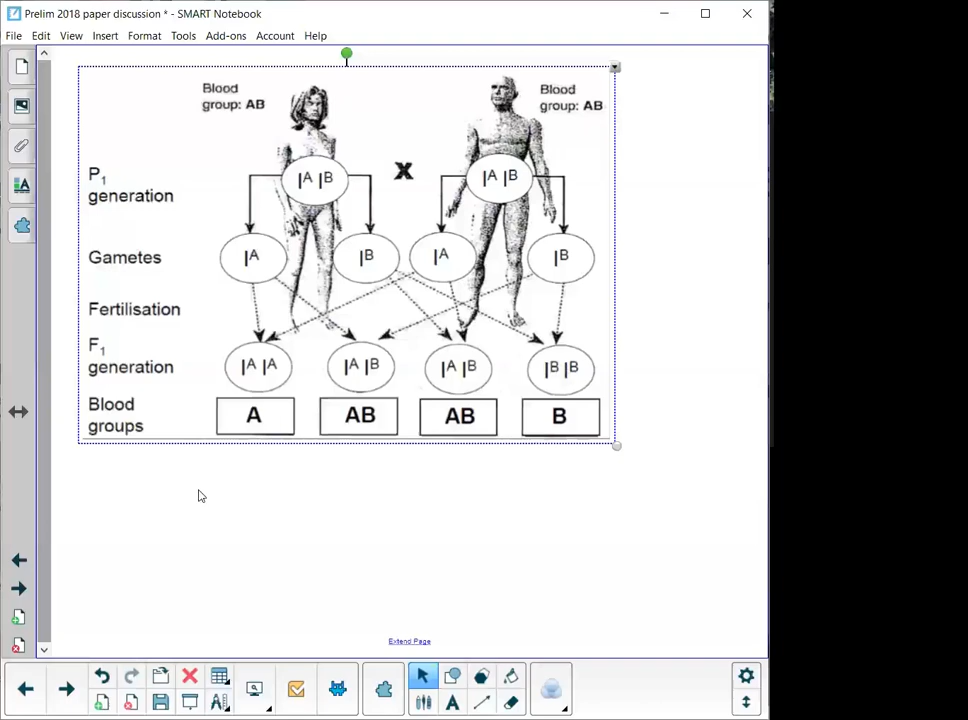 Prelim 2018 paper discussion * - SMART Notebook
File Edit View Insert Format Tools Add-ons Account Help
Blood
group: AB
Blood
group: AB
P1
generation
IA IB
X
IA IB
Gametes
IA
IB
IA
IB
Fertilisation
F1
generation
IA IA
IA IB
IA IB
IB IB
Blood
groups
A
AB
AB
B
Extend Page